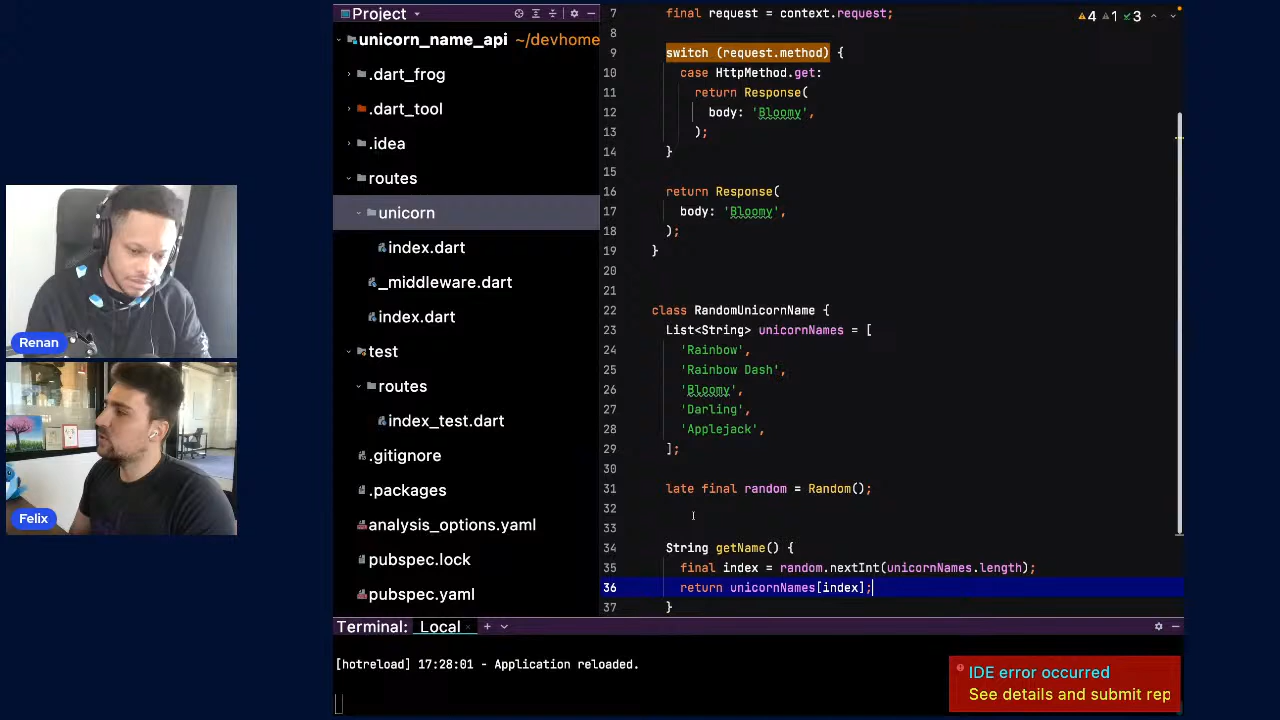 Project
unicorn_name_api ~/devhome
.dart_frog
.dart_tool
.idea
routes
unicorn
index.dart
_middleware.dart
index.dart
test
routes
index_test.dart
.gitignore
.packages
analysis_options.yaml
pubspec.lock
pubspec.yaml
4 1 3
7 final request = context.request;
8
9 switch (request.method) {
10 case HttpMethod.get:
11 return Response(
12 body: 'Bloomy',
13 );
14 }
15
16 return Response(
17 body: 'Bloomy',
18 );
19 }
20
21
22 class RandomUnicornName {
23 List<String> unicornNames = [
24 'Rainbow',
25 'Rainbow Dash',
26 'Bloomy',
27 'Darling',
28 'Applejack',
29 ];
30
31 late final random = Random();
32
33
34 String getName() {
35 final index = random.nextInt(unicornNames.length);
36 return unicornNames[index];
37 }
Renan
Felix
Terminal: Local
[hotreload] 17:28:01 - Application reloaded.
IDE error occurred
See details and submit rep